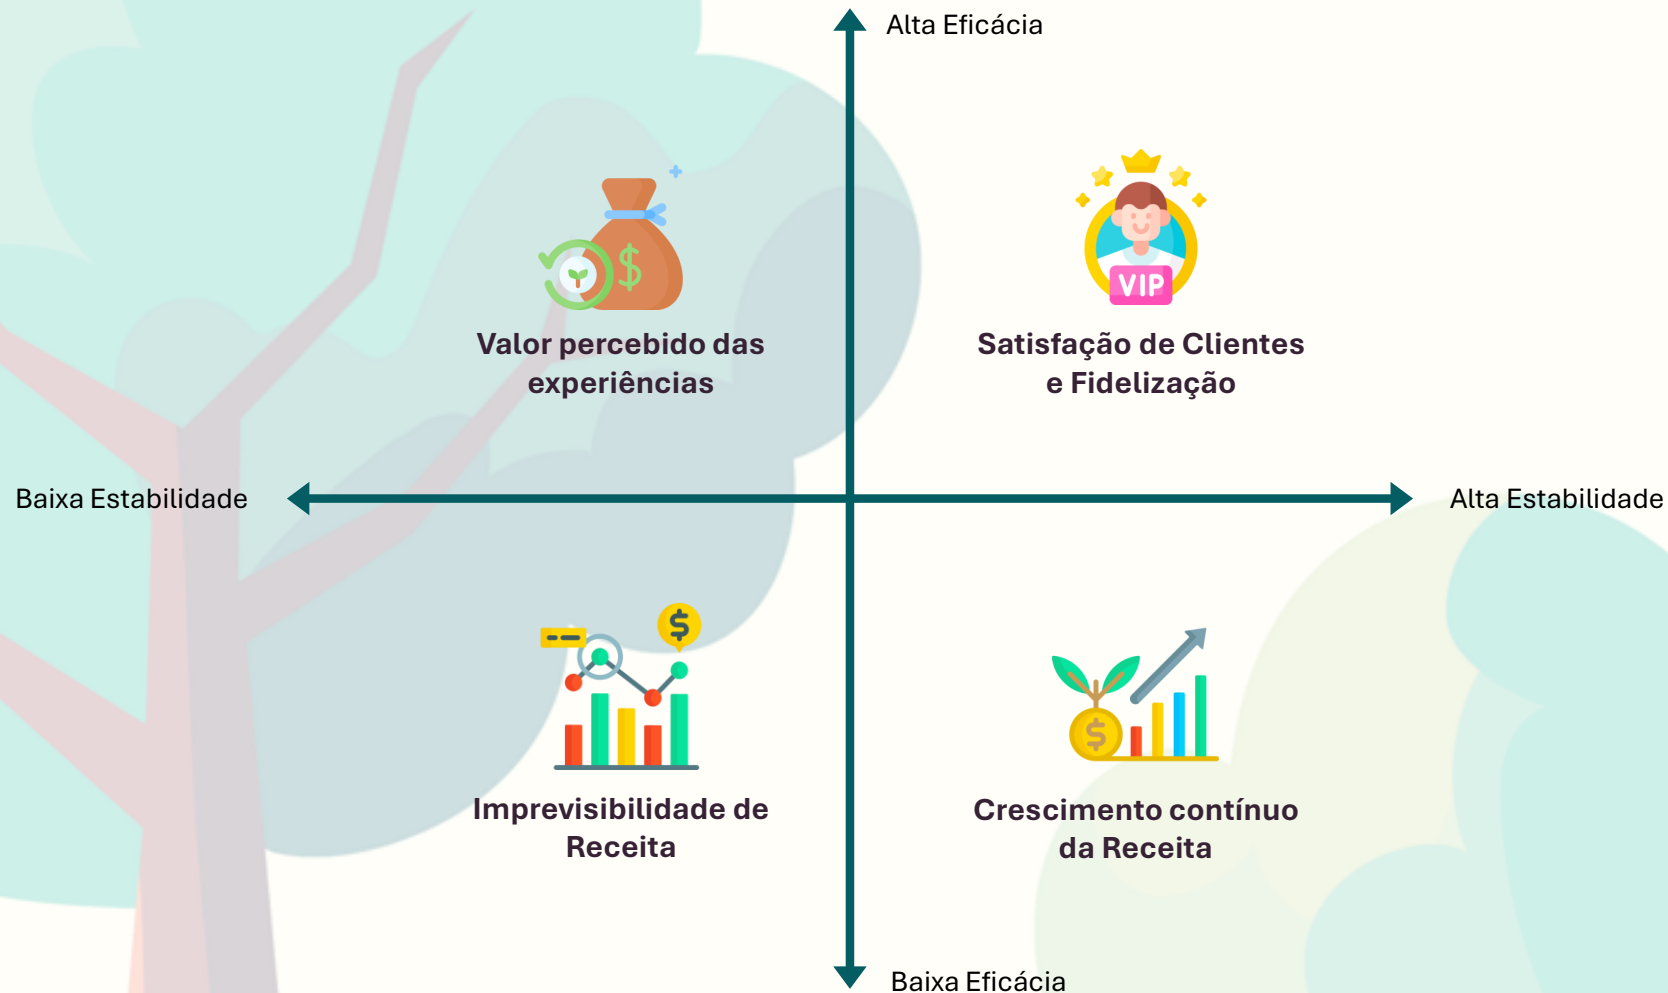 Alta Eficácia
VIP
Valor percebido das
experiências
Satisfação de Clientes
e Fidelização
Baixa Estabilidade
Alta Estabilidade
Imprevisibilidade de
Receita
Crescimento contínuo
da Receita
Baixa Eficácia